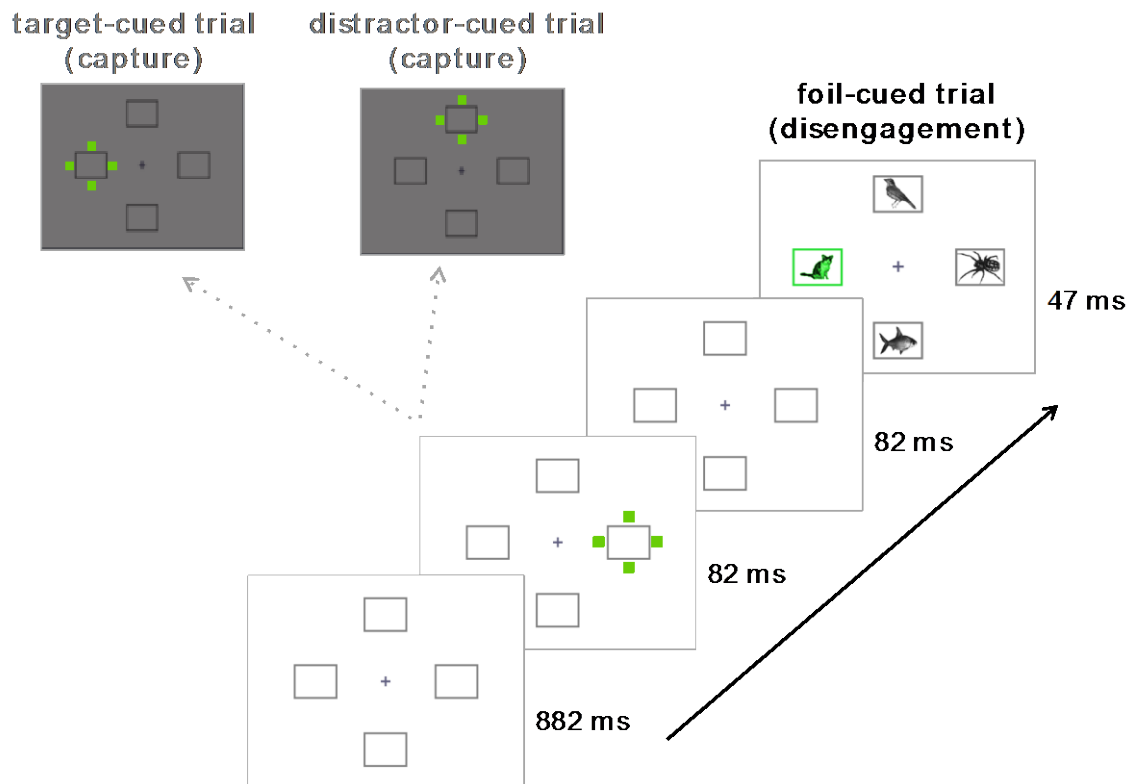 target-cued trial
(capture)
distractor-cued trial
(capture)
foil-cued trial
(disengagement)
47 ms
82 ms
82 ms
882 ms